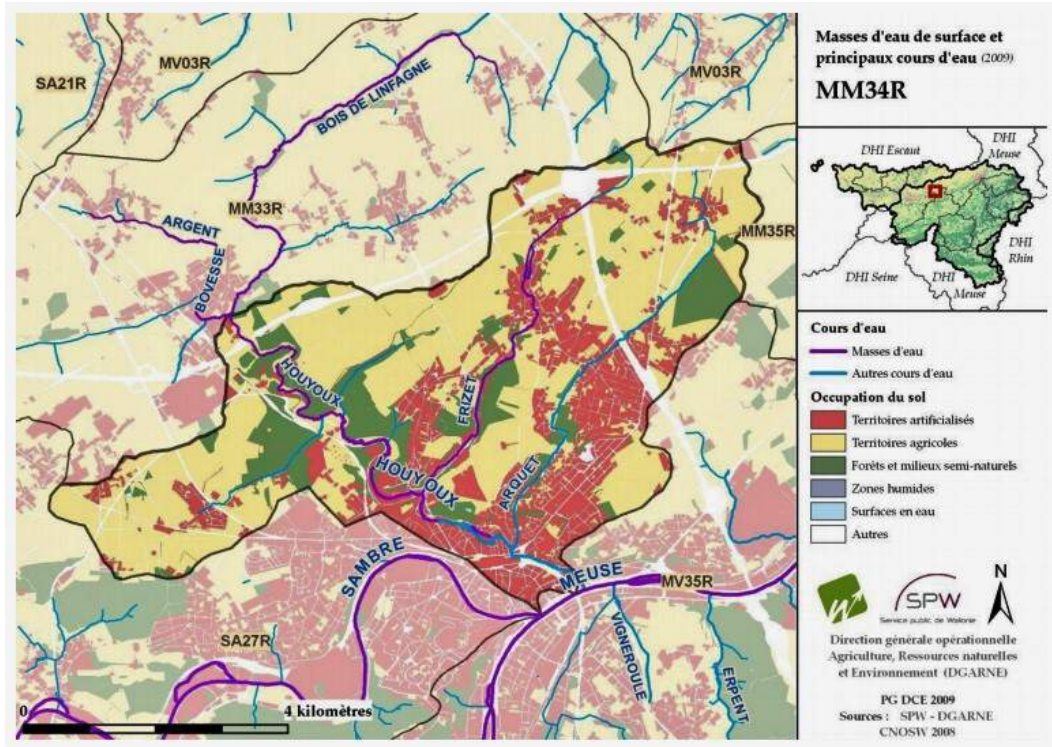 SA21R
MV03R
BOIS DE LINFAGNE
MV03R
MM33R
ARGENT
BOVESSE
MM35R
HOUYOUX
FRIZET
HOUYOUX
ARQUET
SAMBRE
MEUSE
MV35R
SA27R
VIGNEROULE
ERPENT
0
4 kilomètres
Masses d'eau de surface et
principaux cours d'eau (2009)
MM34R
DHI Escaut
DHI
Meuse
DHI
Rhin
DHI Seine
DHI
Meuse
Cours d'eau
Masses d'eau
Autres cours d'eau
Occupation du sol
Territoires artificialisés
Territoires agricoles
Forêts et milieux semi-naturels
Zones humides
Surfaces en eau
Autres
N
SPW
Service public de Wallonie
Direction générale opérationnelle
Agriculture, Ressources naturelles
et Environnement (DGARNE)
PG DCE 2009
Sources : SPW - DGARNE
CNOSW 2008